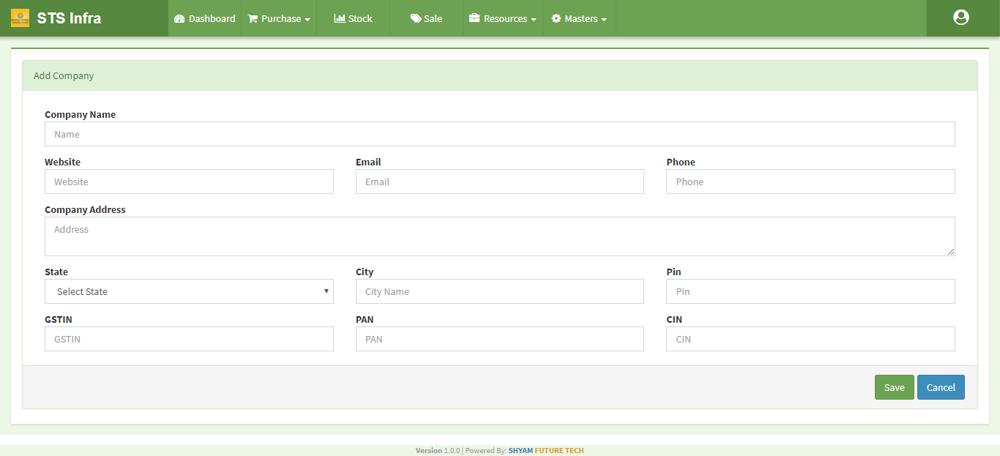 STS Infra Dashboard Purchase Stock Sale Resources Masters
Add Company
Company Name
Name
Website Email Phone
Website Email Phone
Company Address
Address
State City Pin
Select State City Name Pin
GSTIN PAN CIN
GSTIN PAN CIN
Save Cancel
Version 1.0.0 | Powered By: SHYAM FUTURE TECH